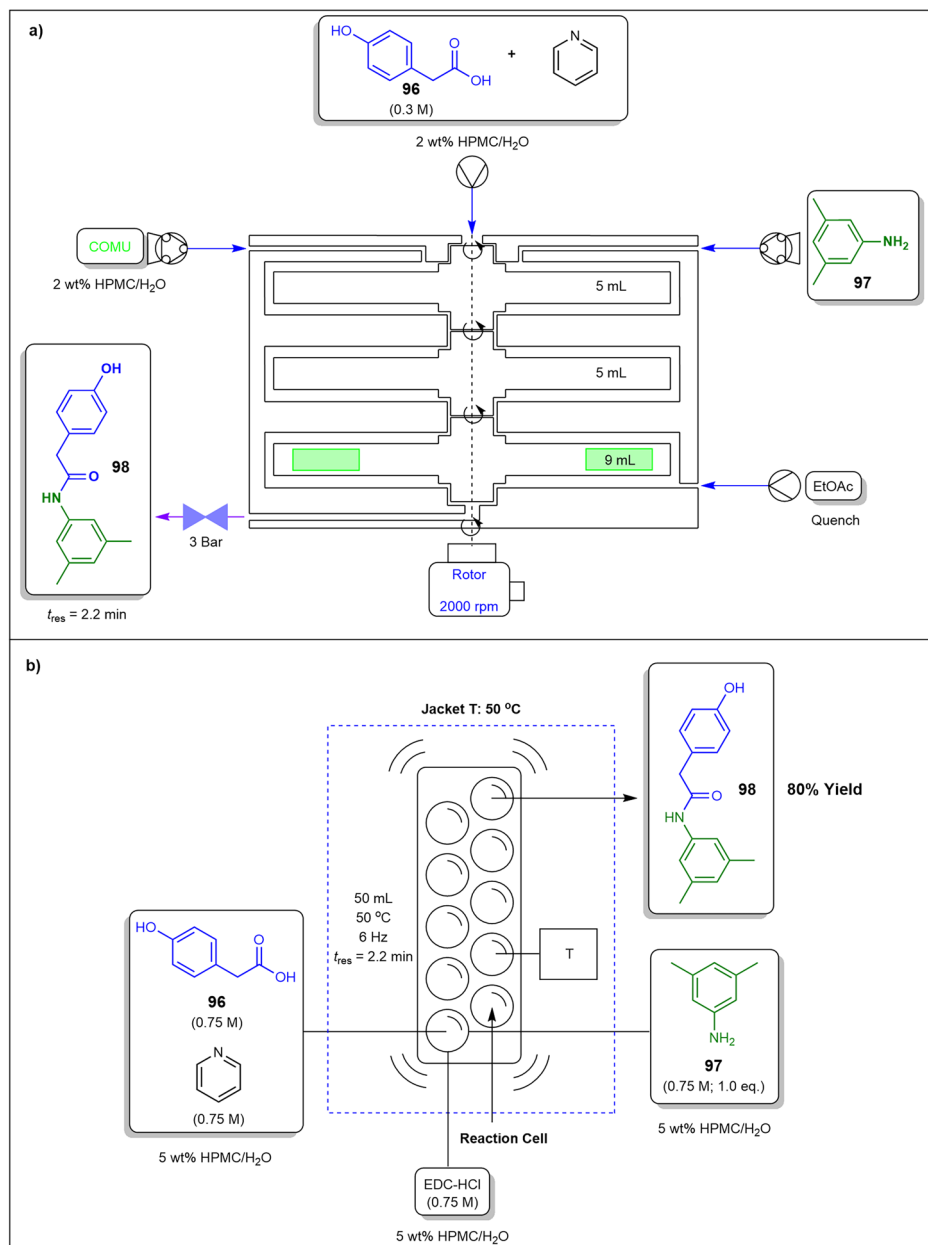 a)
HO
O
OH
+
N
96
(0.3 M)
2 wt% HPMC/H₂O
COMU
2 wt% HPMC/H₂O
NH₂
97
5 mL
5 mL
9 mL
OH
98
O
HN
t_res = 2.2 min
3 Bar
EtOAc
Quench
Rotor
2000 rpm
b)
Jacket T: 50 °C
OH
98
80% Yield
O
HN
50 mL
50 °C
6 Hz
t_res = 2.2 min
T
HO
O
OH
96
(0.75 M)
N
(0.75 M)
5 wt% HPMC/H₂O
NH₂
97
(0.75 M; 1.0 eq.)
5 wt% HPMC/H₂O
Reaction Cell
EDC-HCl
(0.75 M)
5 wt% HPMC/H₂O